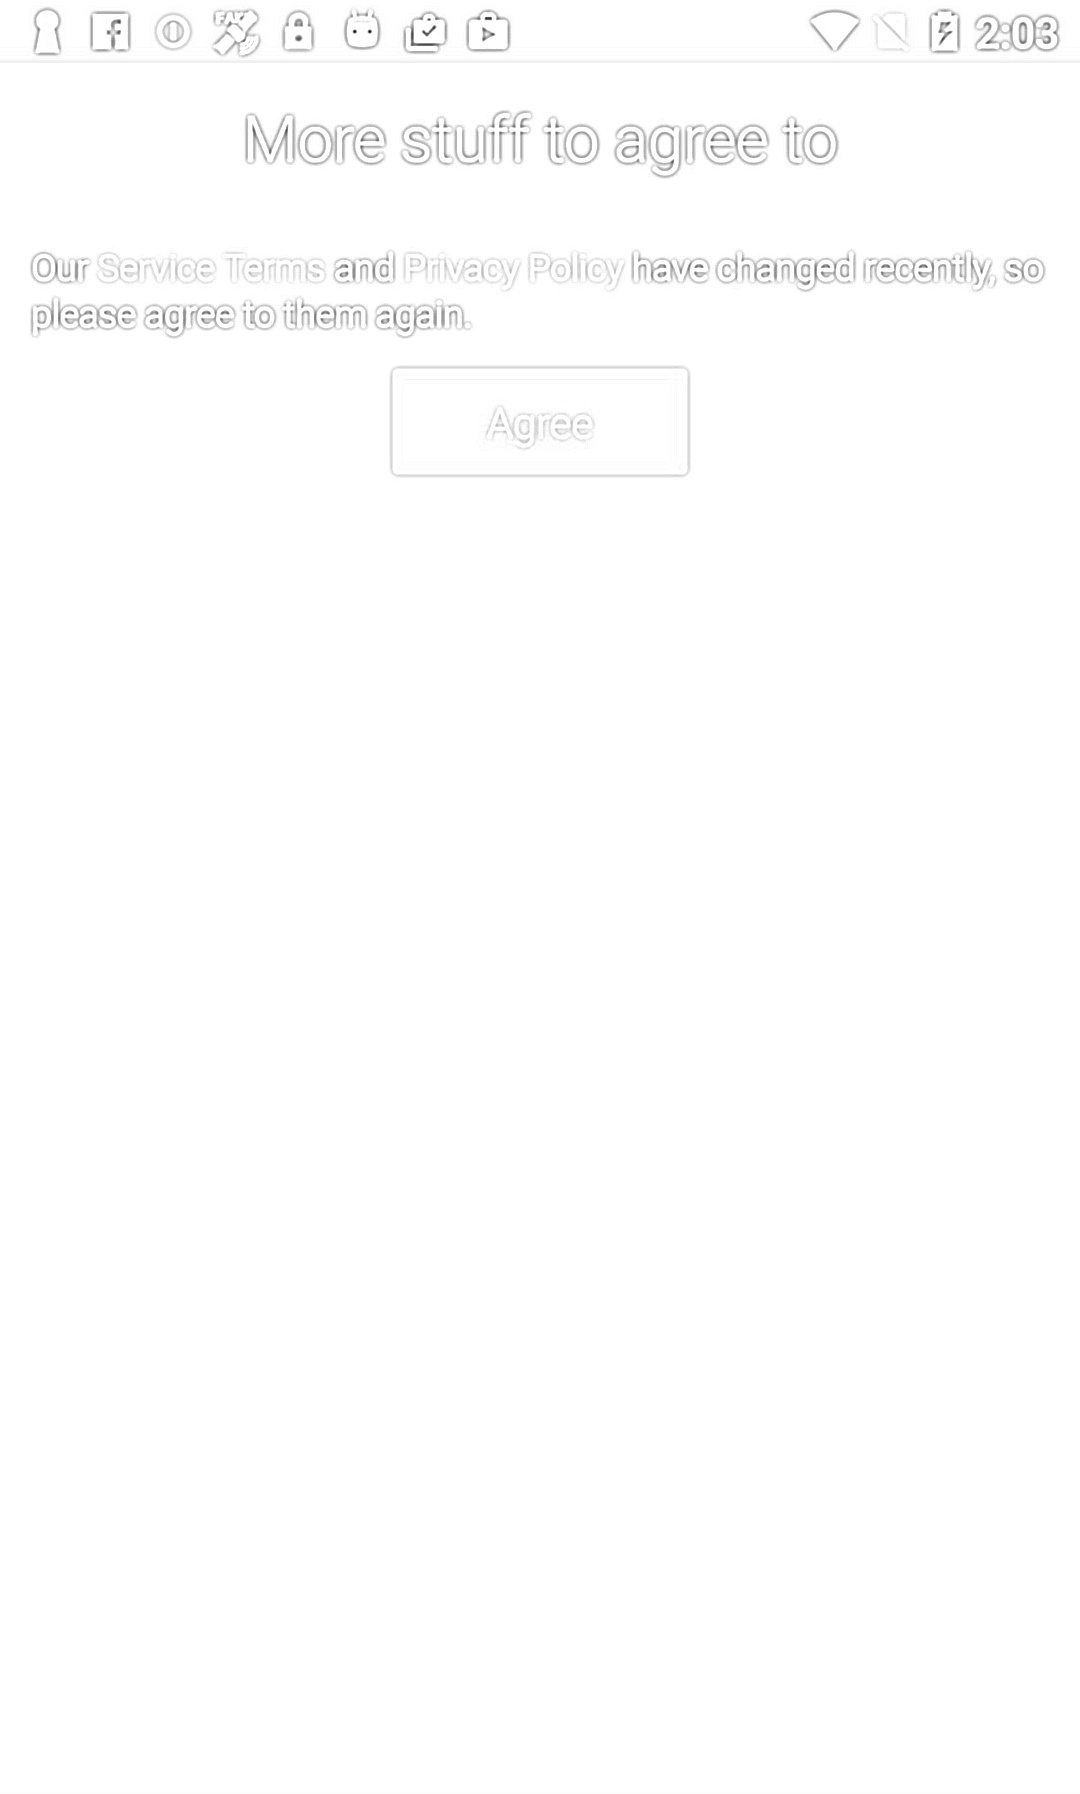 2:03
More stuff to agree to
Our Service Terms and Privacy Policy have changed recently, so
please agree to them again.
Agree